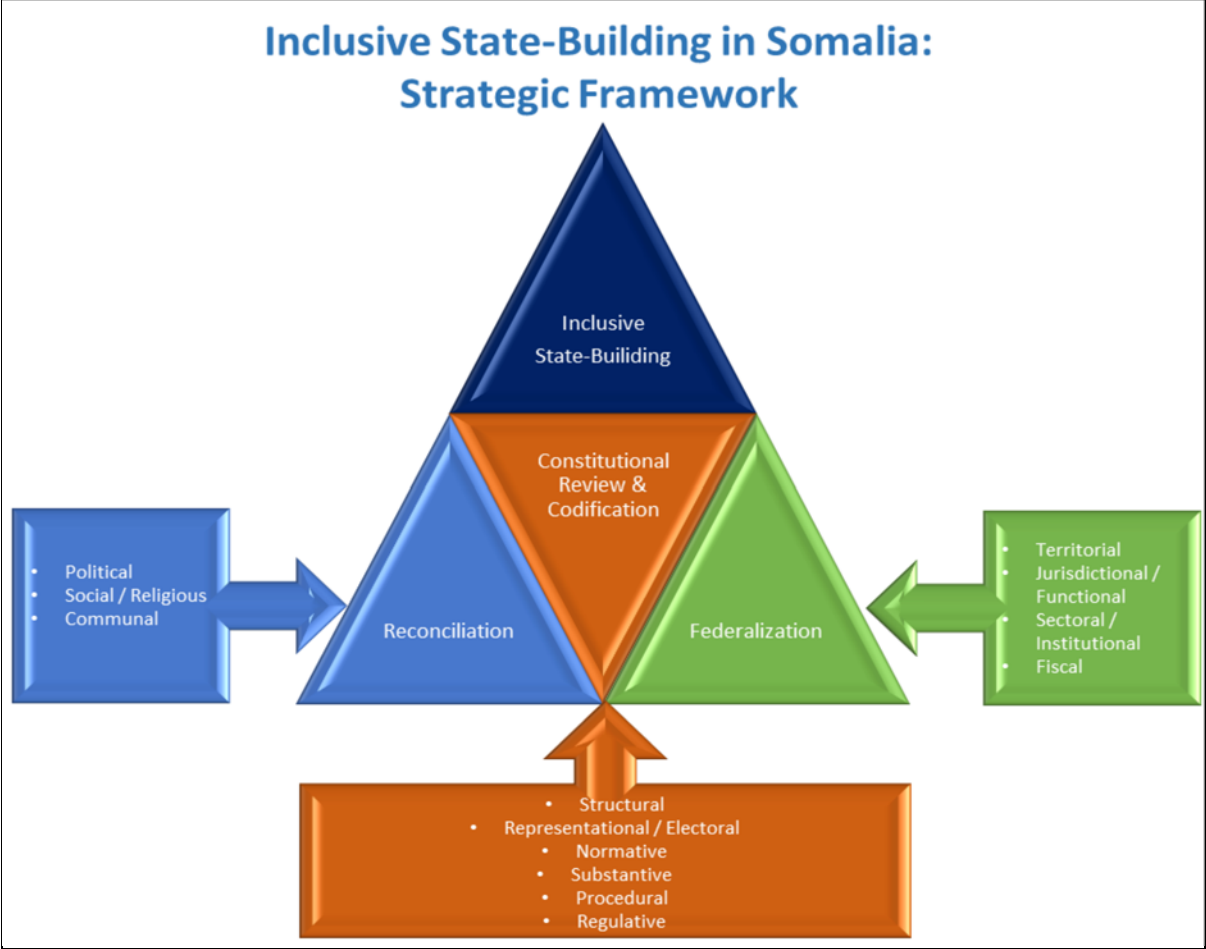 Inclusive State-Building in Somalia:
Strategic Framework
Inclusive
State-Builiding
Constitutional
Review &
Codification
Reconciliation
Federalization
• Political
• Social / Religious
• Communal
• Territorial
• Jurisdictional /
Functional
• Sectoral /
Institutional
• Fiscal
• Structural
• Representational / Electoral
• Normative
• Substantive
• Procedural
• Regulative